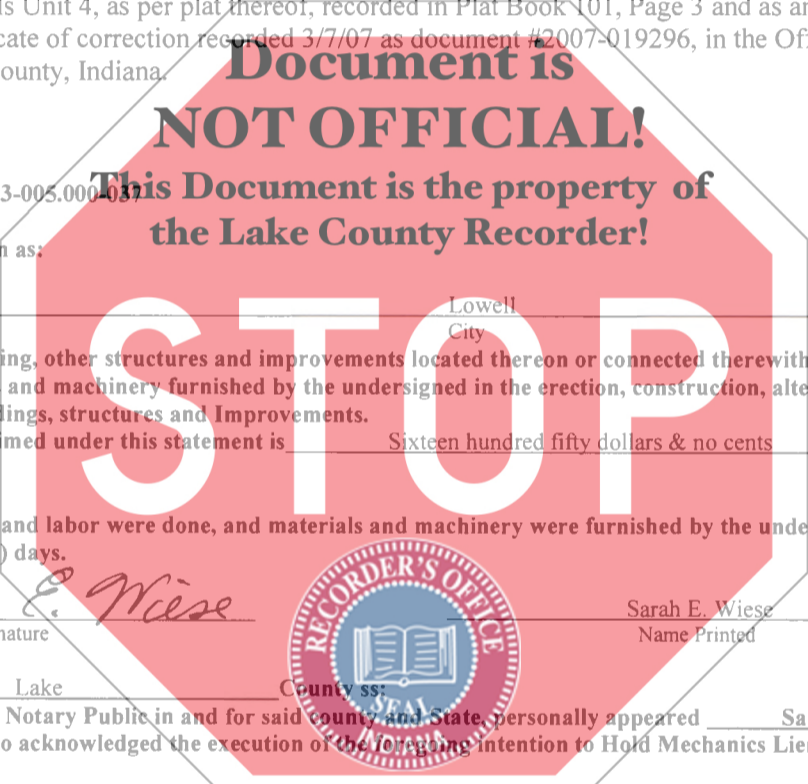 s Unit 4, as per plat thereof, recorded in Plat Book 101, Page 3 and as an
cate of correction recorded 3/7/07 as document #2007-019296, in the Of
ounty, Indiana.
Document is
NOT OFFICIAL!
3-005.000-037
This Document is the property of
the Lake County Recorder!
n as:
Lowell
City
STOP
ing, other structures and improvements located thereon or connected therewith
and machinery furnished by the undersigned in the erection, construction, alte
dings, structures and Improvements.
imed under this statement is Sixteen hundred fifty dollars & no cents
and labor were done, and materials and machinery were furnished by the unde
) days.
E. Wiese
Sarah E. Wiese
nature
Name Printed
RECORDER'S OFFICE
SEAL
INDIANA
Lake County ss:
Notary Public in and for said county and State, personally appeared Sa
o acknowledged the execution of the foregoing intention to Hold Mechanics Lie